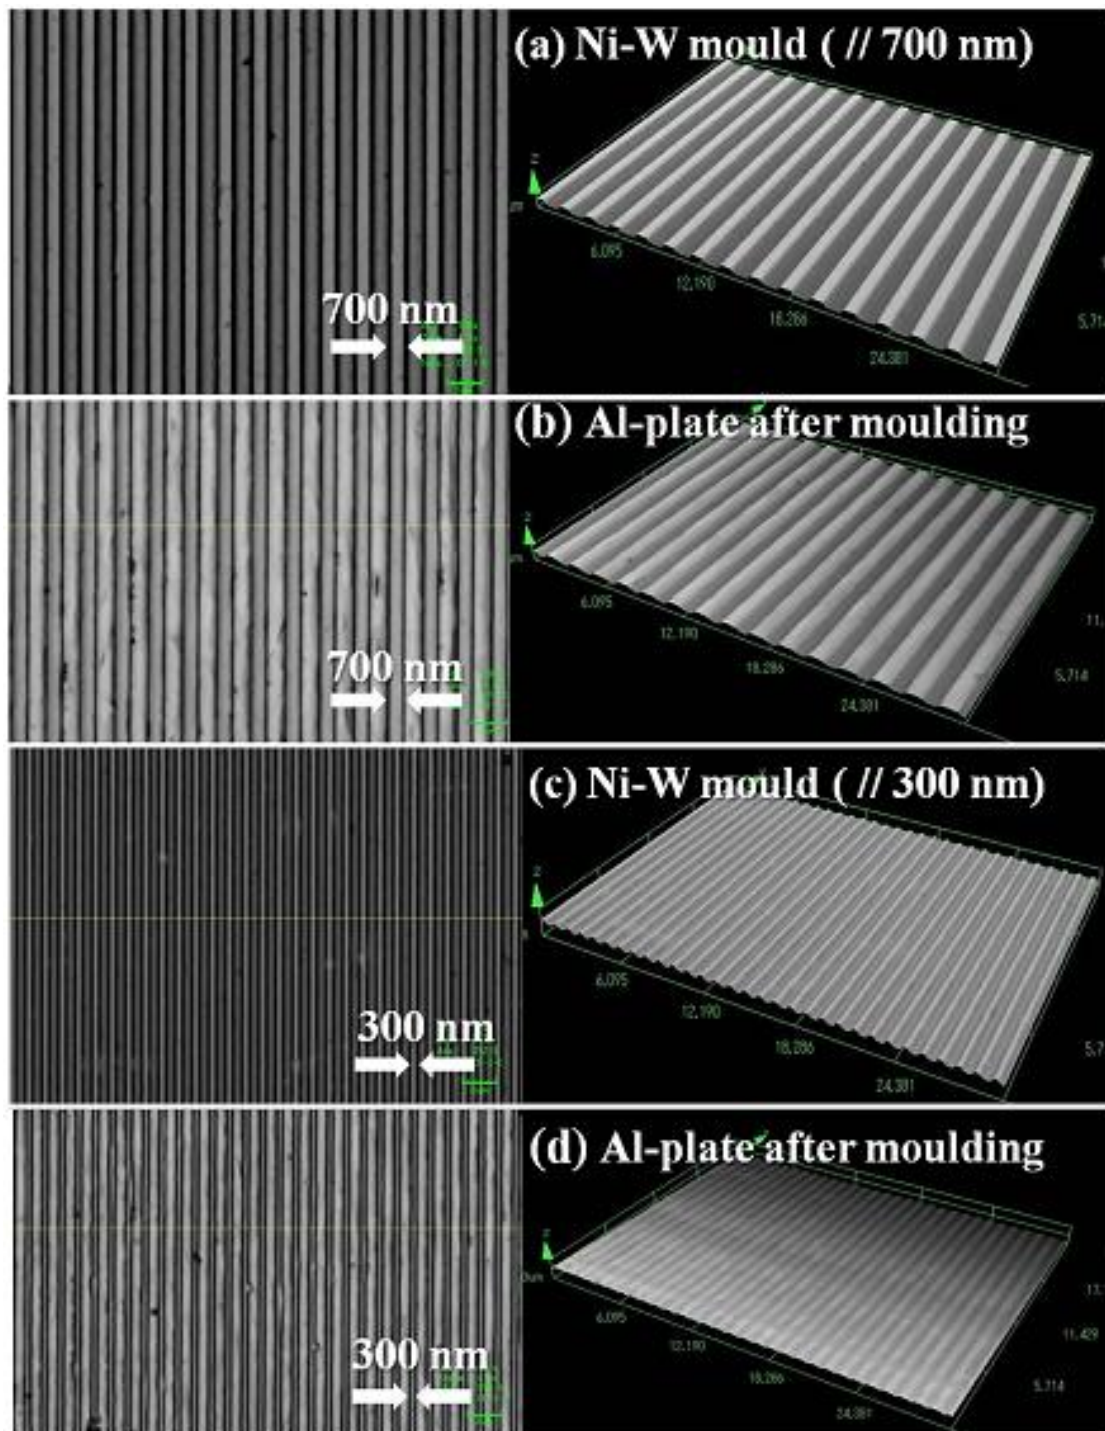 (a) Ni-W mould ( // 700 nm)
z
6.095
12.190
18.286
24.381
700 nm
(b) Al-plate after moulding
z
6.095
12.190
18.286
24.381
5.714
700 nm
(c) Ni-W mould ( // 300 nm)
z
6.095
12.190
18.286
24.381
300 nm
(d) Al-plate after moulding
z
6.095
12.190
18.286
24.381
11.429
5.714
300 nm